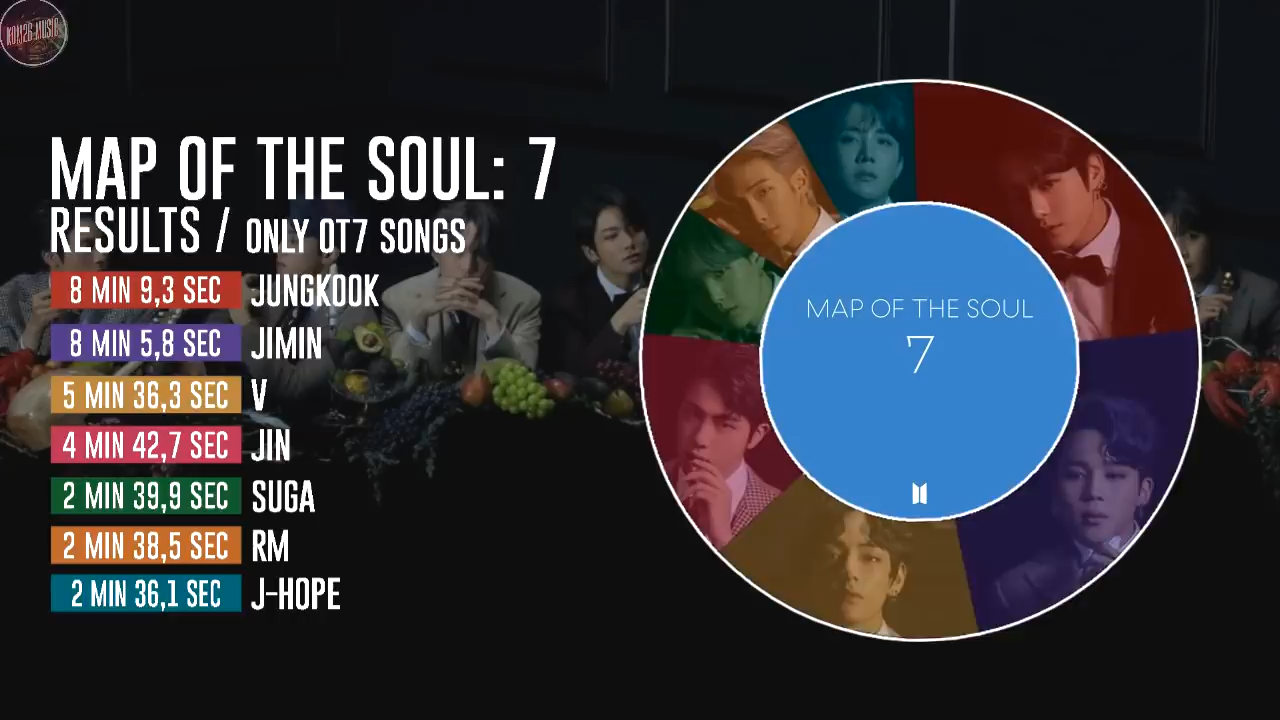 KOM26 MUSIC
MAP OF THE SOUL: 7
RESULTS / ONLY OT7 SONGS
8 MIN 9,3 SEC JUNGKOOK
8 MIN 5,8 SEC JIMIN
5 MIN 36,3 SEC V
4 MIN 42,7 SEC JIN
2 MIN 39,9 SEC SUGA
2 MIN 38,5 SEC RM
2 MIN 36,1 SEC J-HOPE
MAP OF THE SOUL
7